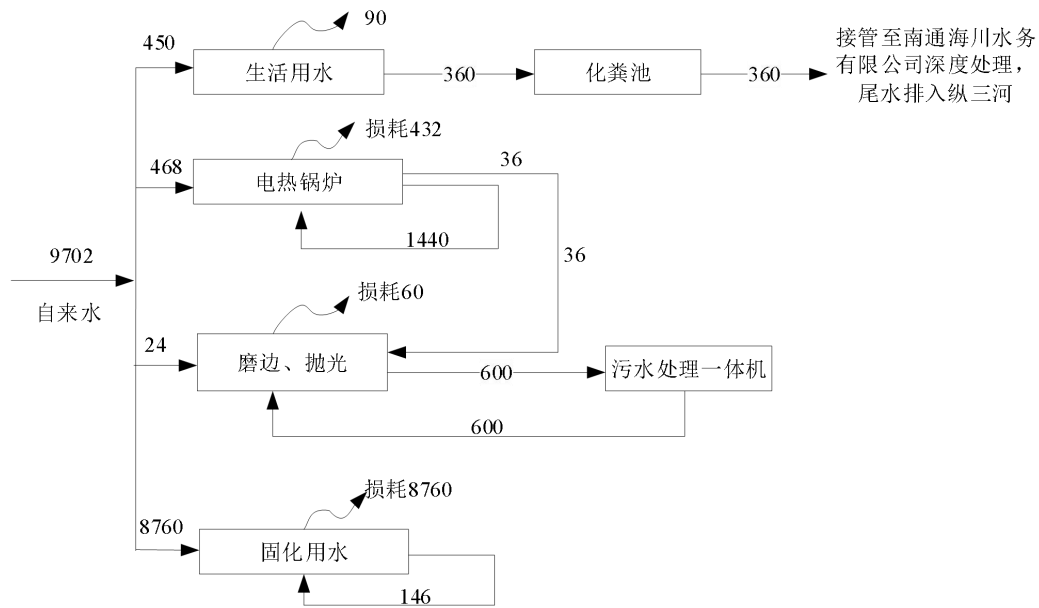 90
450
生活用水
360
化粪池
360
接管至南通海川水务
有限公司深度处理，
尾水排入纵三河
损耗432
468
电热锅炉
36
1440
36
9702
自来水
损耗60
24
磨边、抛光
600
污水处理一体机
600
损耗8760
8760
固化用水
146